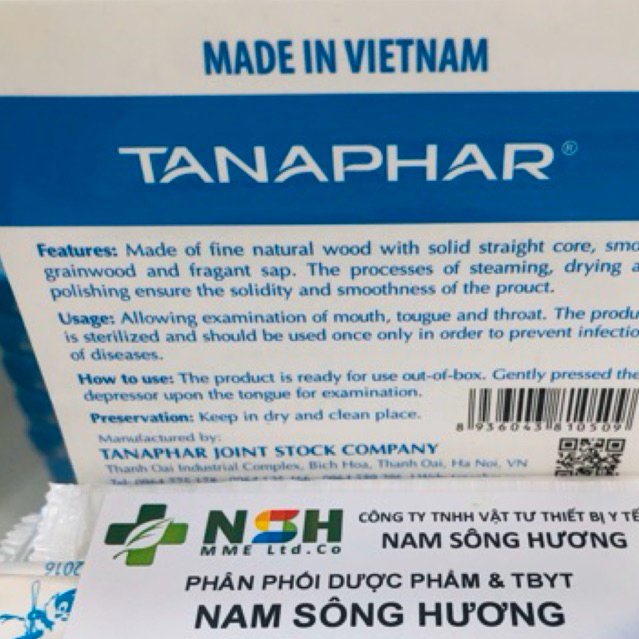 MADE IN VIETNAM
TANAPHAR®
Features: Made of fine natural wood with solid straight core, smo
grainwood and fragant sap. The processes of steaming, drying a
polishing ensure the solidity and smoothness of the prouct.
Usage: Allowing examination of mouth, tougue and throat. The produ
is sterilized and should be used once only in order to prevent infectio
of diseases.
How to use: The product is ready for use out-of-box. Gently pressed the
depressor upon the tongue for examination.
Preservation: Keep in dry and clean place.
8 936043 810509
Manufactured by:
TANAPHAR JOINT STOCK COMPANY
Thanh Oai Industrial Complex, Bich Hoa, Thanh Oai, Ha Noi, VN
NSH
MME Ltd.Co
CÔNG TY TNHH VẬT TƯ THIẾT BỊ Y TẾ
NAM SÔNG HƯƠNG
PHÂN PHỐI DƯỢC PHẨM & TBYT
NAM SÔNG HƯƠNG
2016